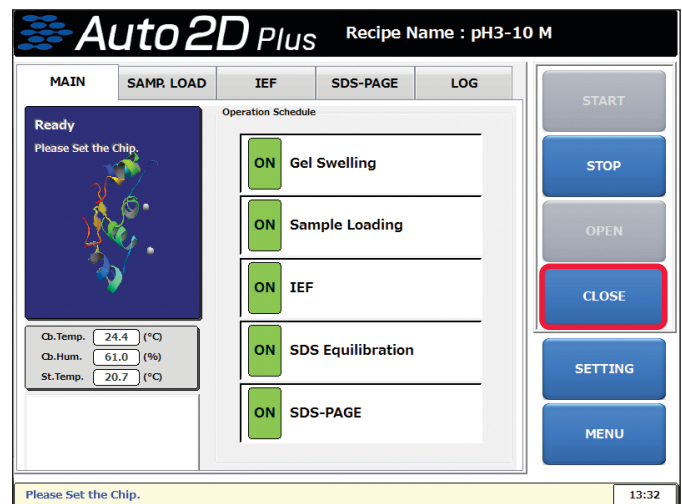 Auto2D Plus Recipe Name : pH3-10 M
MAIN SAMP. LOAD IEF SDS-PAGE LOG
Ready
Please Set the Chip.
Operation Schedule
ON Gel Swelling
ON Sample Loading
ON IEF
ON SDS Equilibration
ON SDS-PAGE
Cb.Temp. 24.4 (°C)
Cb.Hum. 61.0 (%)
St.Temp. 20.7 (°C)
START
STOP
OPEN
CLOSE
SETTING
MENU
Please Set the Chip. 13:32